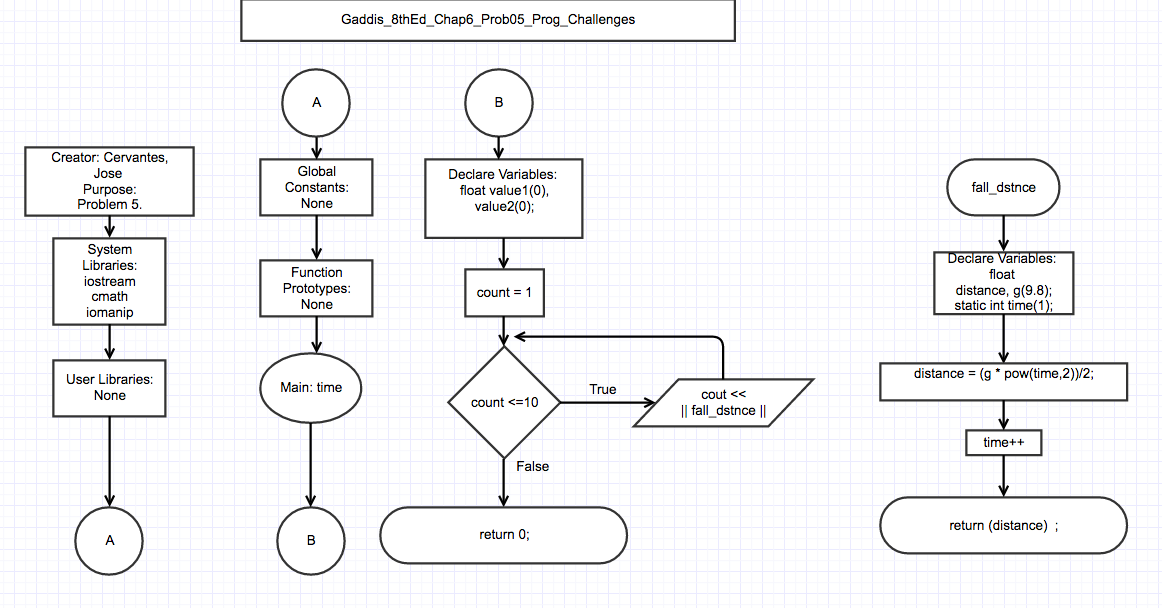 Gaddis_8thEd_Chap6_Prob05_Prog_Challenges
Creator: Cervantes,
Jose
Purpose:
Problem 5.
System
Libraries:
iostream
cmath
iomanip
User Libraries:
None
A
A
Global
Constants:
None
Function
Prototypes:
None
Main: time
B
B
Declare Variables:
float value1(0),
value2(0);
count = 1
count <=10
True
cout <<
|| fall_dstnce ||
False
return 0;
fall_dstnce
Declare Variables:
float
distance, g(9.8);
static int time(1);
distance = (g * pow(time,2))/2;
time++
return (distance)  ;